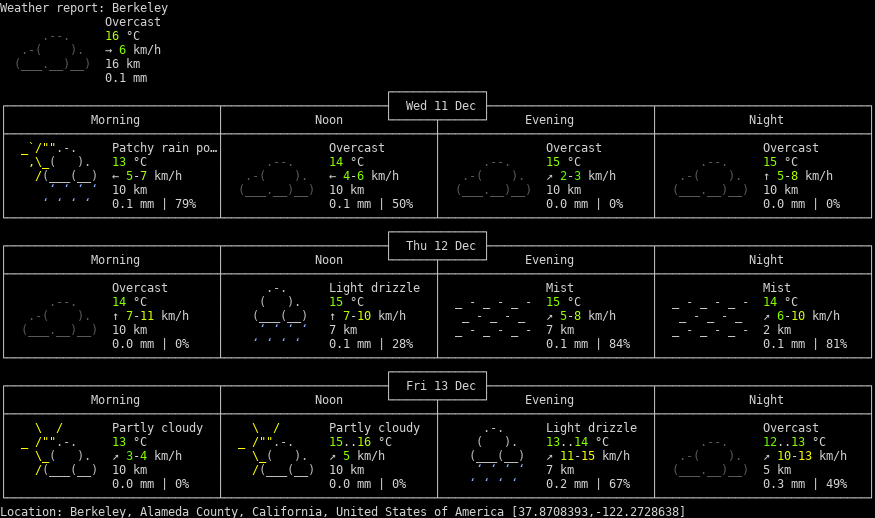 Weather report: Berkeley
Overcast
16 °C
→ 6 km/h
16 km
0.1 mm
Wed 11 Dec
Morning Noon Evening Night
Patchy rain po… Overcast Overcast Overcast
13 °C 14 °C 15 °C 15 °C
← 5-7 km/h ← 4-6 km/h ↗ 2-3 km/h ↑ 5-8 km/h
10 km 10 km 10 km 10 km
0.1 mm | 79% 0.1 mm | 50% 0.0 mm | 0% 0.0 mm | 0%
Thu 12 Dec
Morning Noon Evening Night
Overcast Light drizzle Mist Mist
14 °C 15 °C 15 °C 14 °C
↑ 7-11 km/h ↑ 7-10 km/h ↗ 5-8 km/h ↗ 6-10 km/h
10 km 7 km 7 km 2 km
0.0 mm | 0% 0.1 mm | 28% 0.1 mm | 84% 0.1 mm | 81%
Fri 13 Dec
Morning Noon Evening Night
Partly cloudy Partly cloudy Light drizzle Overcast
13 °C 15..16 °C 13..14 °C 12..13 °C
↗ 3-4 km/h ↗ 5 km/h ↗ 11-15 km/h ↗ 10-13 km/h
10 km 10 km 7 km 5 km
0.0 mm | 0% 0.0 mm | 0% 0.2 mm | 67% 0.3 mm | 49%
Location: Berkeley, Alameda County, California, United States of America [37.8708393,-122.2728638]